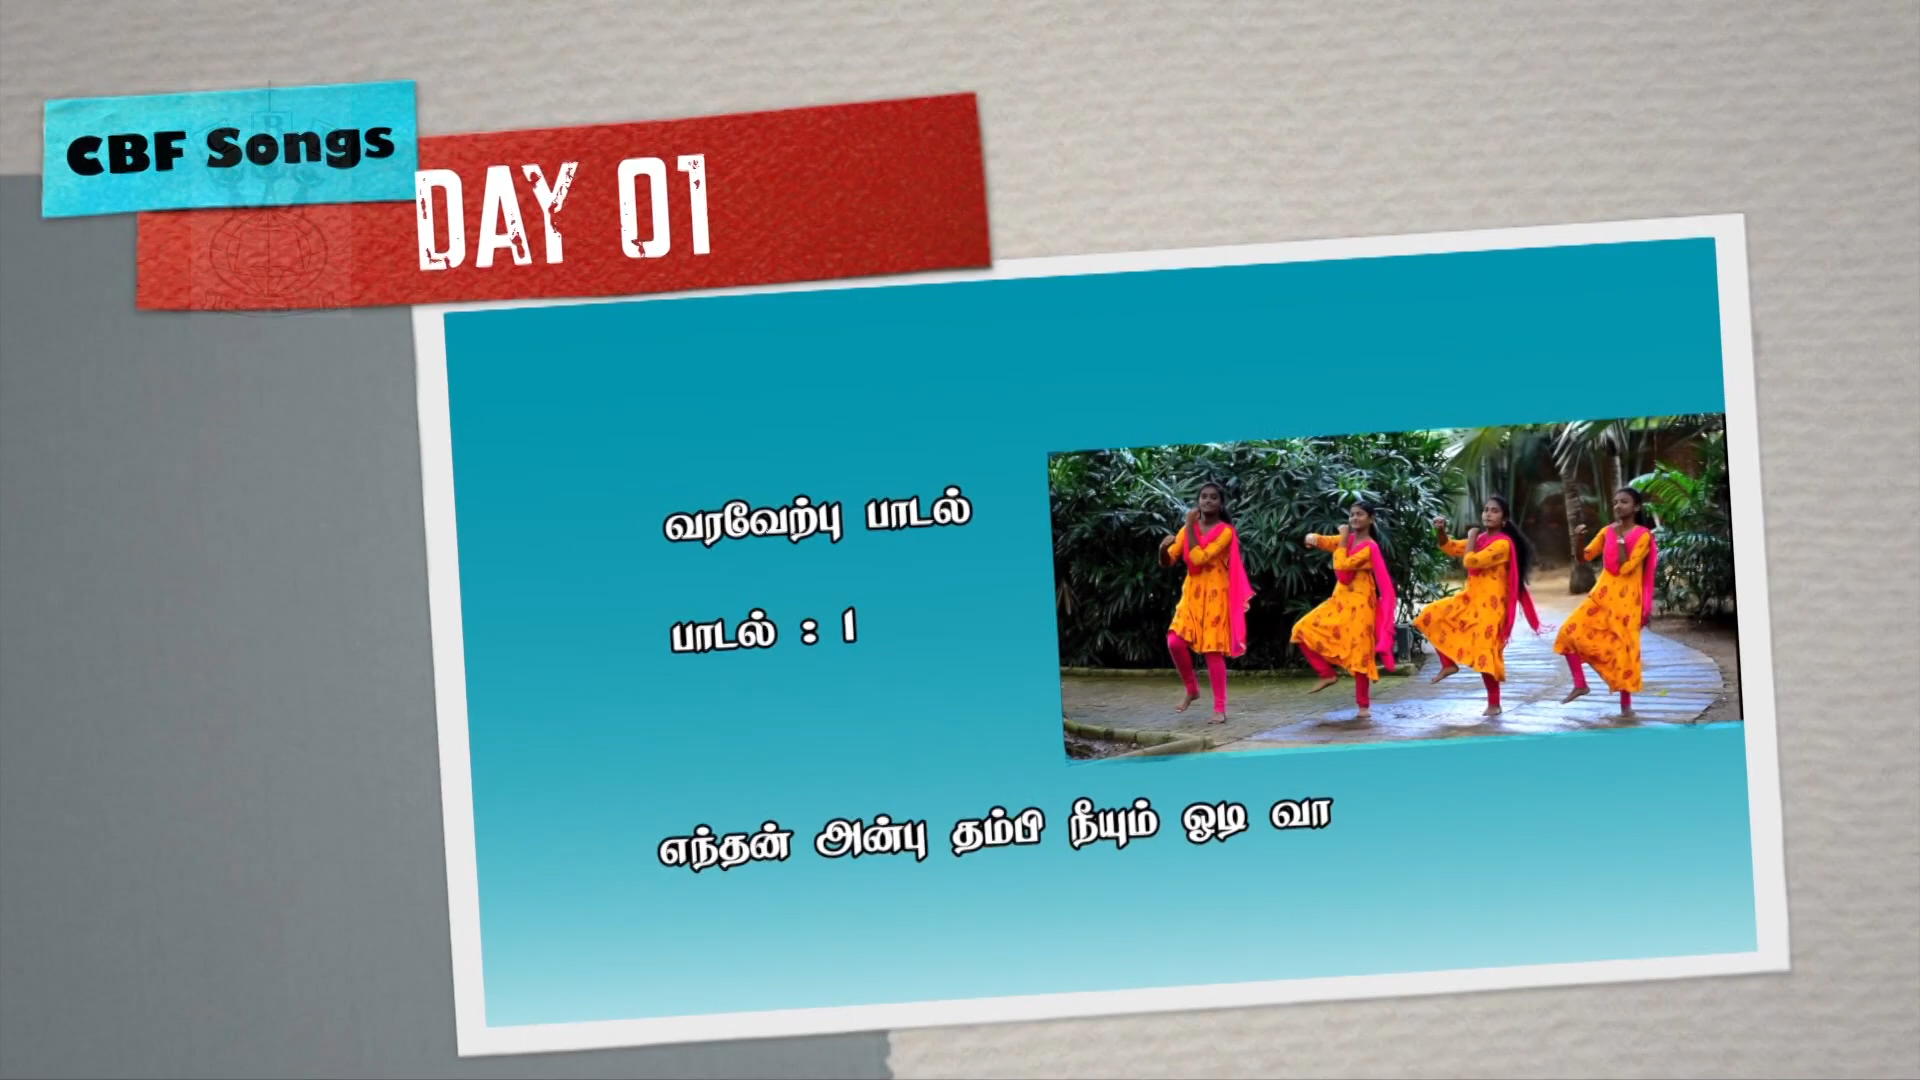 CBF Songs
DAY 01
வரவேற்பு பாடல்
பாடல் : 1
எந்தன் அன்பு தம்பி நீயும் ஓடி வா